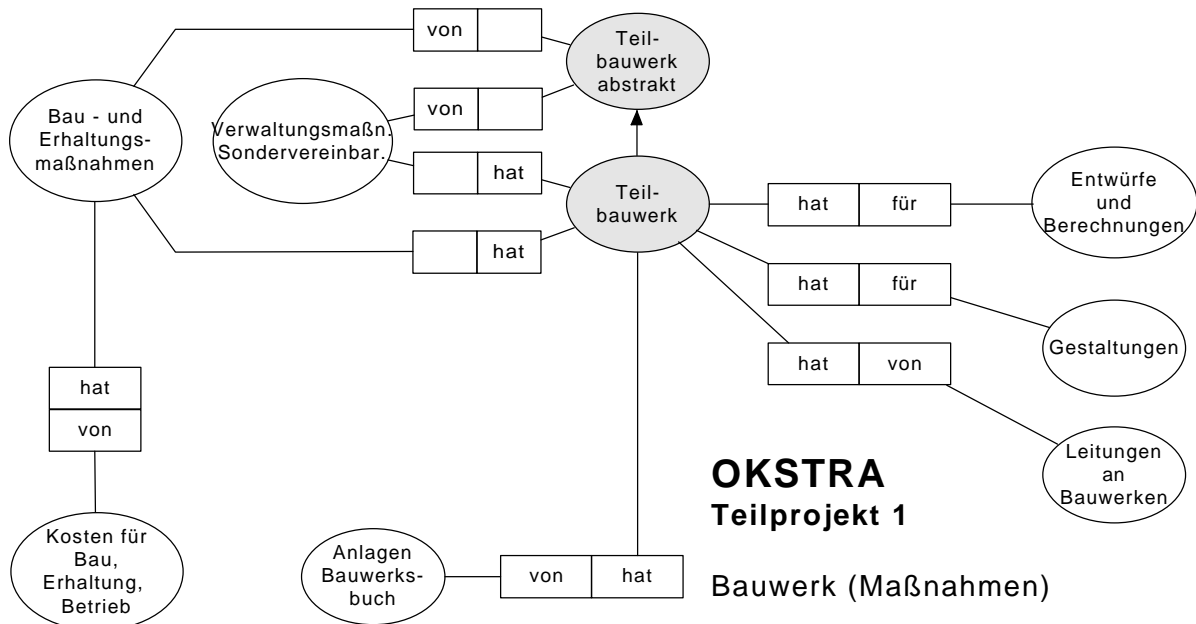 von
Teil-
bauwerk
abstrakt
Bau - und
Erhaltungs-
maßnahmen
von
Verwaltungsmaßn.
Sondervereinbar.
hat
Teil-
bauwerk
hat
für
Entwürfe
und
Berechnungen
hat
hat
für
Gestaltungen
hat
von
hat
von
Leitungen
an
Bauwerken
OKSTRA
Teilprojekt 1
Kosten für
Bau,
Erhaltung,
Betrieb
Anlagen
Bauwerks-
buch
von
hat
Bauwerk (Maßnahmen)